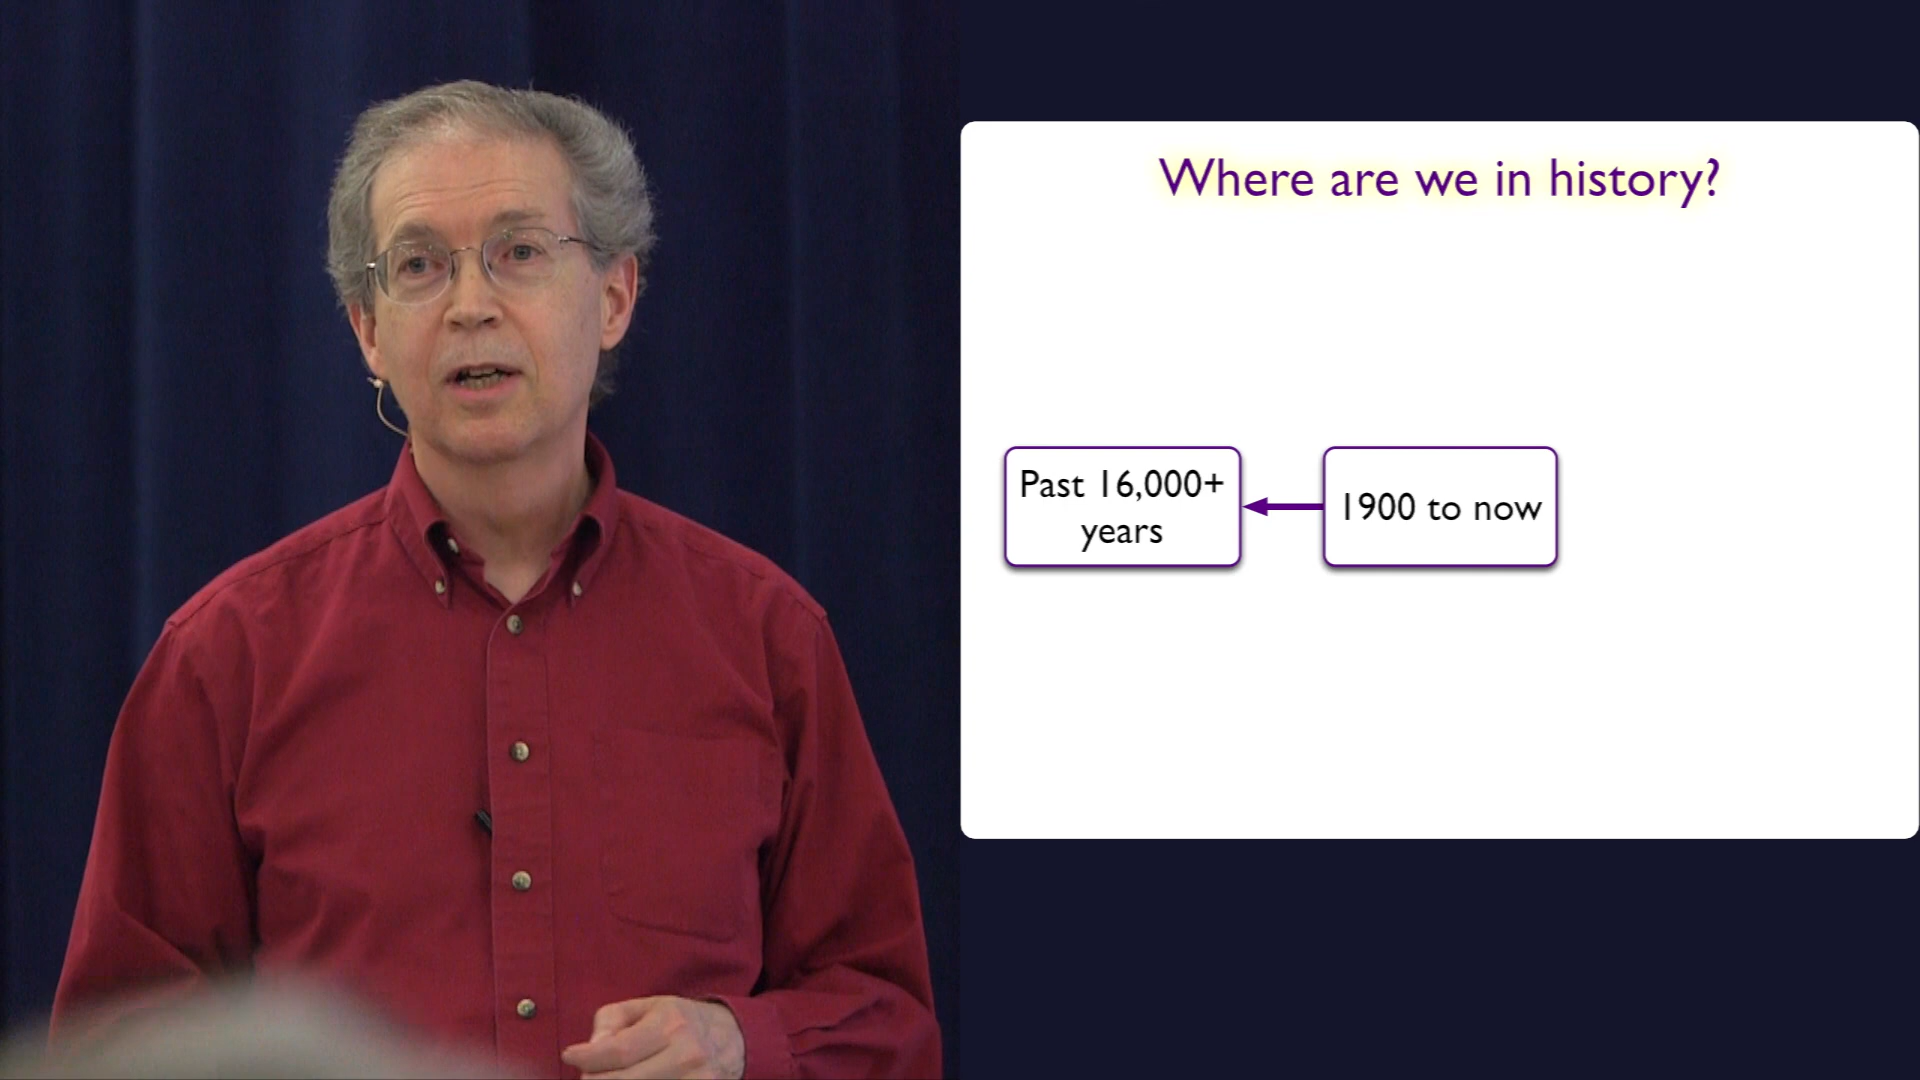 Where are we in history?
Past 16,000+
years
1900 to now